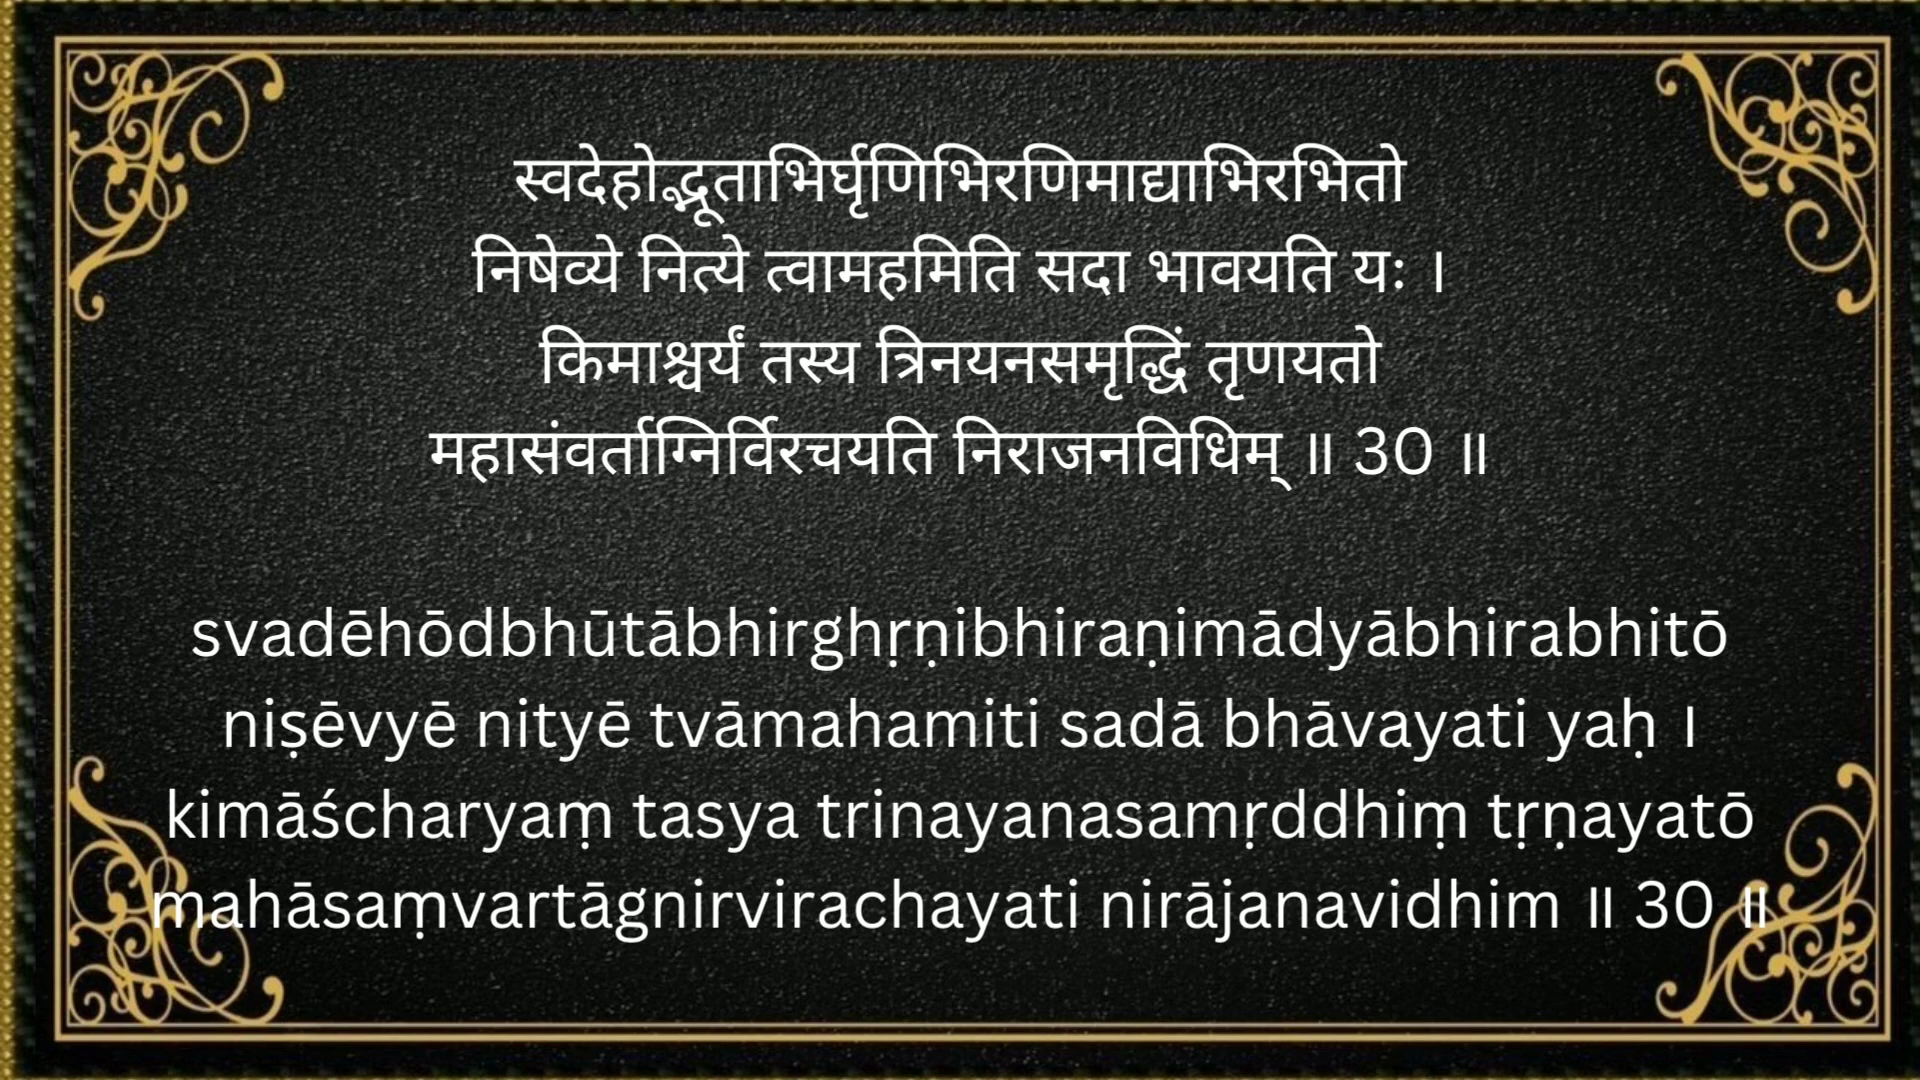 स्वदेहोद्भूताभिर्घृणिभिरणिमाद्याभिरभितो
निषेव्ये नित्ये त्वामहमिति सदा भावयति यः ।
किमाश्चर्यं तस्य त्रिनयनसमृद्धिं तृणयतो
महासंवर्ताग्निर्विरचयति निराजनविधिम् ॥ 30 ॥
svadēhōdbhūtābhirghṛṇibhiraṇimādyābhirabhitō
niṣēvyē nityē tvāmahamiti sadā bhāvayati yaḥ ।
kimāścharyaṃ tasya trinayanasamṛddhiṃ tṛṇayatō
mahāsaṃvartāgnirvirachayati nirājanavidhim ॥ 30 ॥